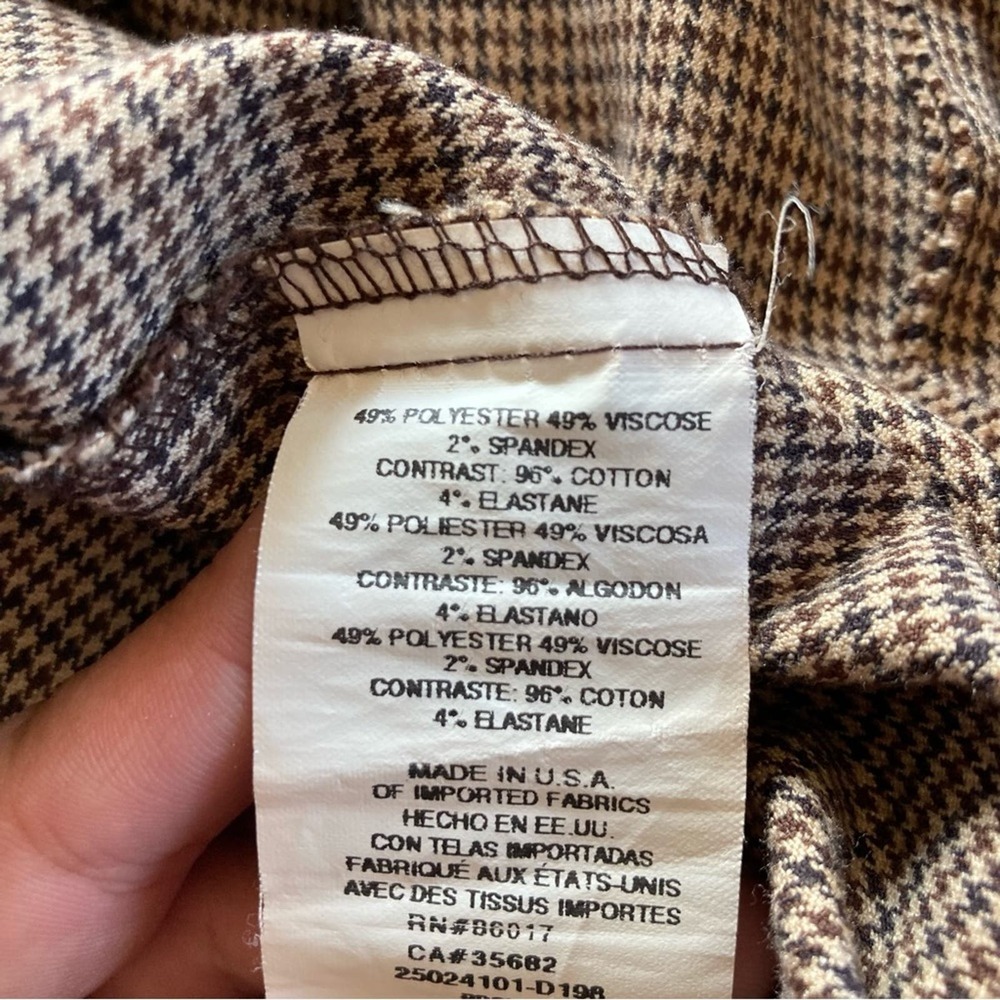 49% POLYESTER 49% VISCOSE
2% SPANDEX
CONTRAST: 96% COTTON
4% ELASTANE
49% POLIESTER 49% VISCOSA
2% SPANDEX
CONTRASTE: 96% ALGODON
4% ELASTANO
49% POLYESTER 49% VISCOSE
2% SPANDEX
CONTRASTE: 96% COTON
4% ELASTANE
MADE IN U.S.A.
OF IMPORTED FABRICS
HECHO EN EE.UU.
CON TELAS IMPORTADAS
FABRIQUÉ AUX ÉTATS-UNIS
AVEC DES TISSUS IMPORTES
RN#86017
CA#35682